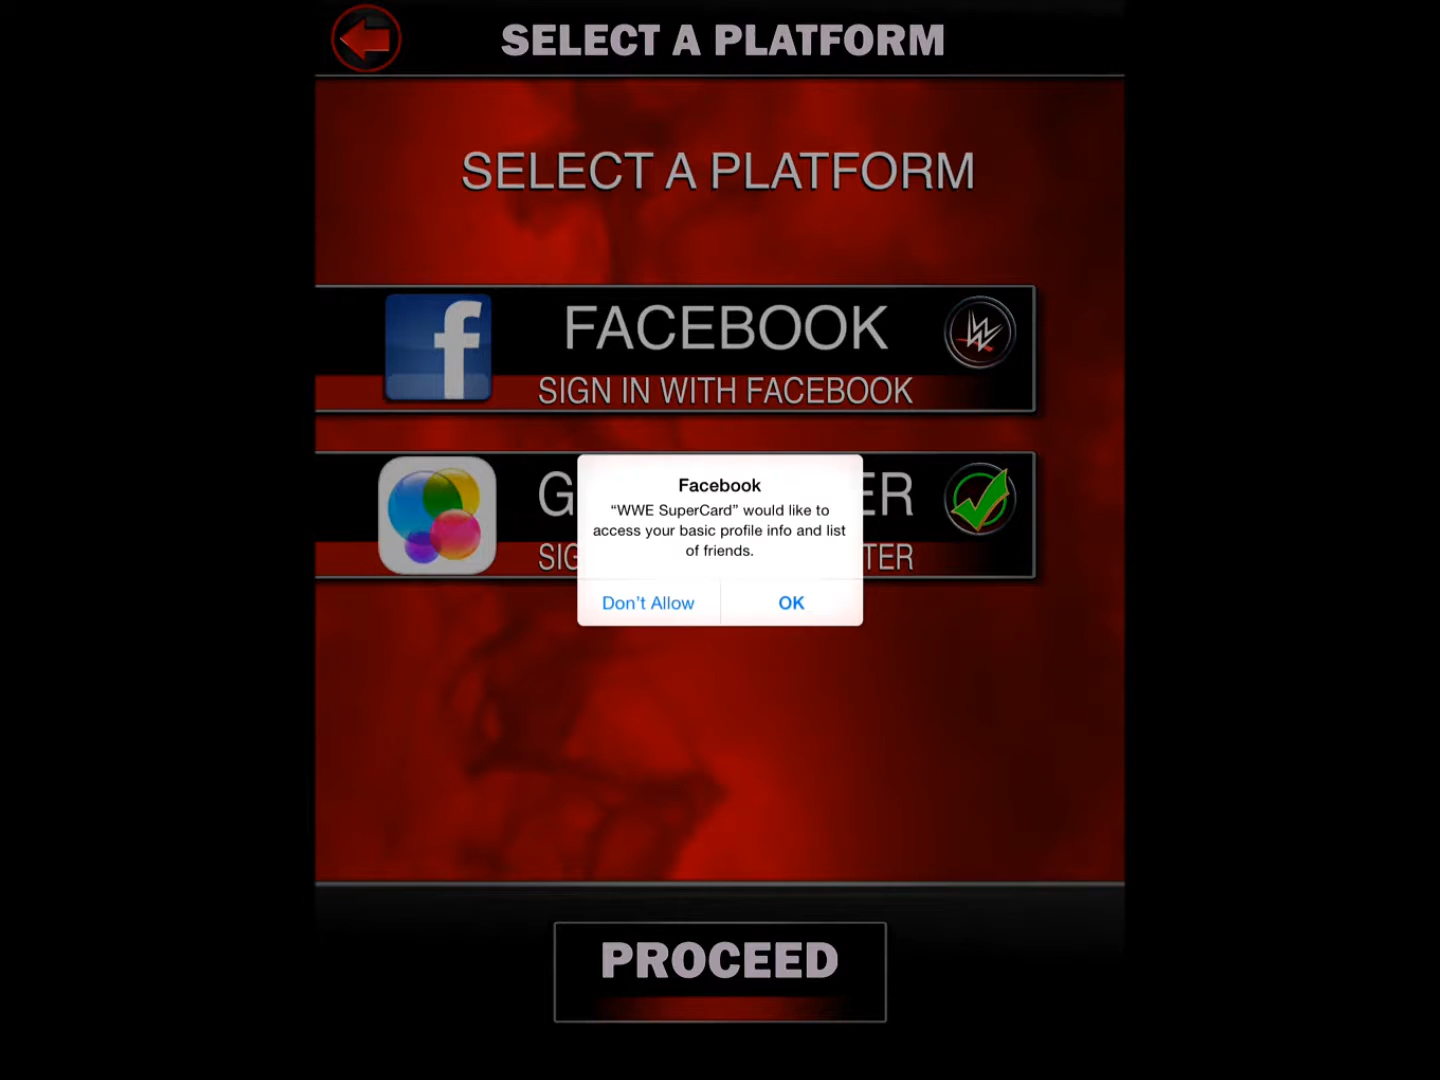 SELECT A PLATFORM
SELECT A PLATFORM
FACEBOOK
SIGN IN WITH FACEBOOK
G ER
SIG TER
Facebook
“WWE SuperCard” would like to
access your basic profile info and list
of friends.
Don’t Allow OK
PROCEED